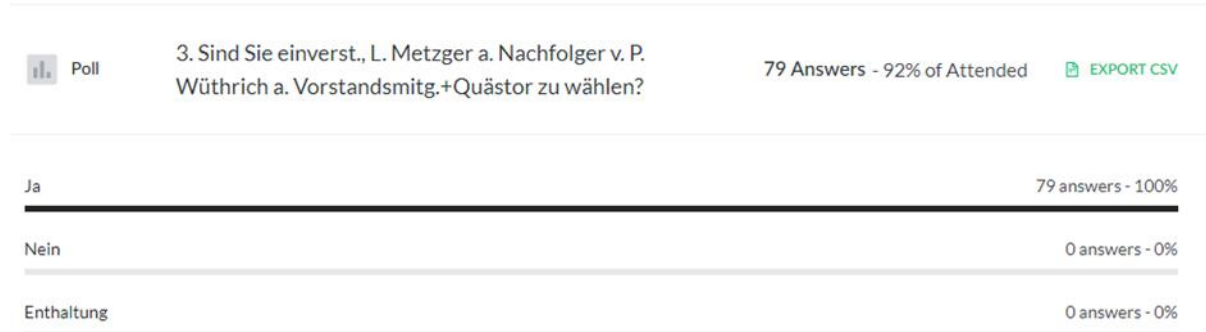 Poll
3. Sind Sie einverst., L. Metzger a. Nachfolger v. P.
Wüthrich a. Vorstandsmitg.+Quästor zu wählen?
79 Answers - 92% of Attended
EXPORT CSV
Ja
79 answers - 100%
Nein
0 answers - 0%
Enthaltung
0 answers - 0%